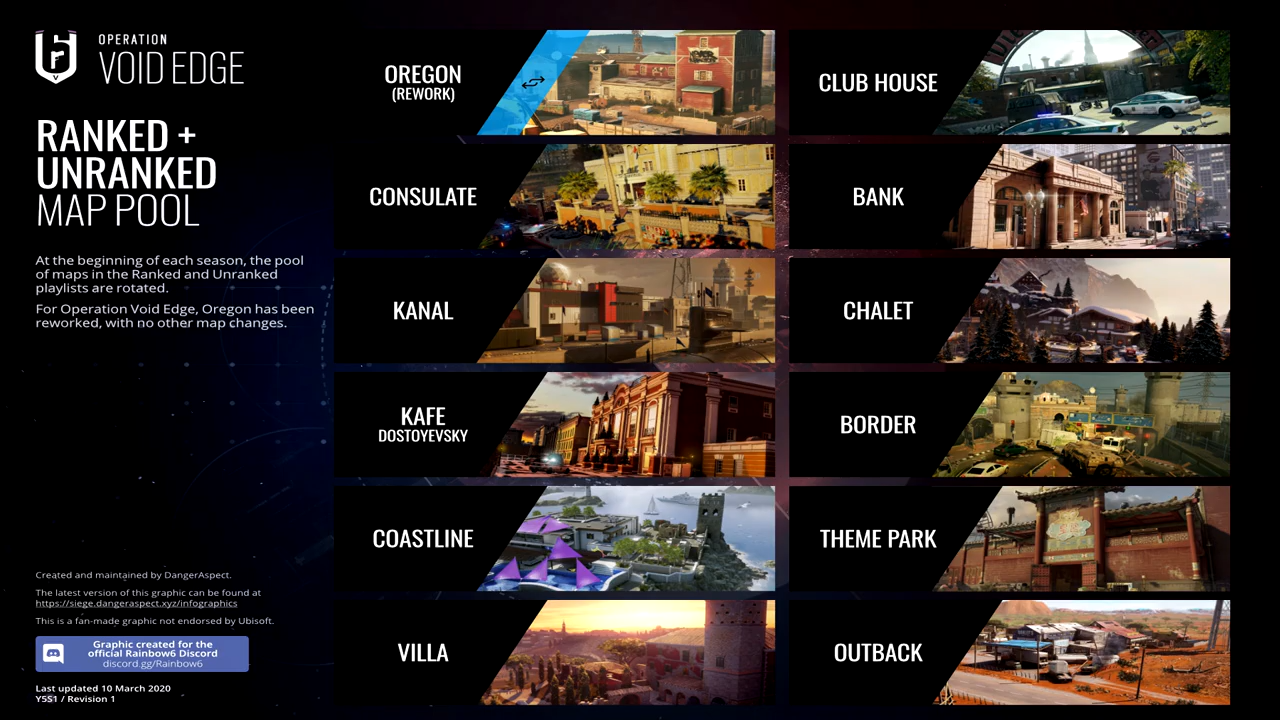 OPERATION
VOID EDGE
RANKED +
UNRANKED
MAP POOL
At the beginning of each season, the pool
of maps in the Ranked and Unranked
playlists are rotated.
For Operation Void Edge, Oregon has been
reworked, with no other map changes.
OREGON
(REWORK)
CLUB HOUSE
CONSULATE
BANK
KANAL
CHALET
KAFE
DOSTOYEVSKY
BORDER
COASTLINE
THEME PARK
VILLA
OUTBACK
Created and maintained by DangerAspect.
The latest version of this graphic can be found at
https://siege.dangeraspect.xyz/infographics
This is a fan-made graphic not endorsed by Ubisoft.
Graphic created for the
official Rainbow6 Discord
discord.gg/Rainbow6
Last updated 10 March 2020
Y5S1 / Revision 1